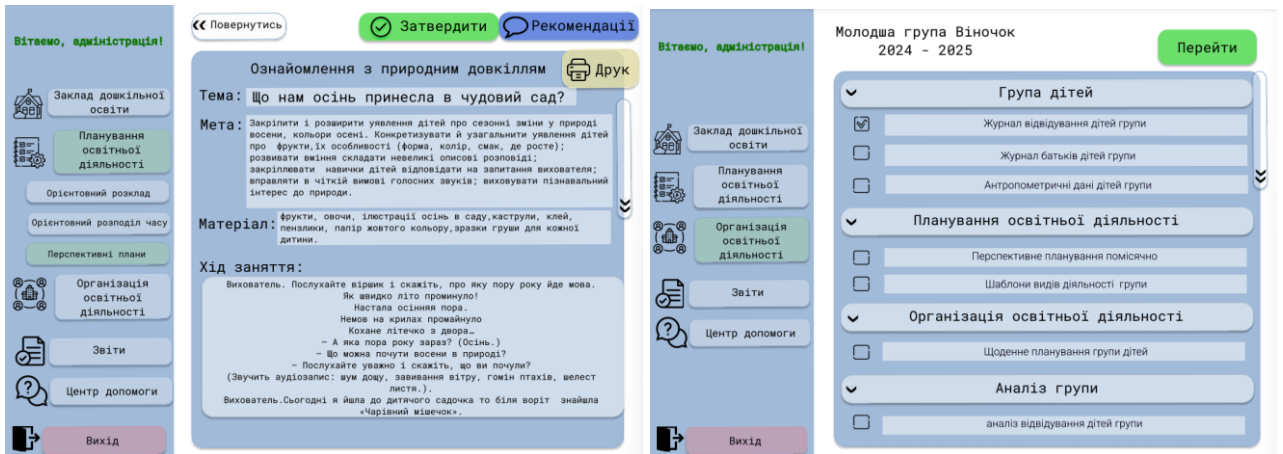 Вітаємо, адміністрація!
Заклад дошкільної
освіти
Планування
освітньої
діяльності
Орієнтовний розклад
Орієнтовний розподіл часу
Перспективні плани
Організація
освітньої
діяльності
Звіти
Центр допомоги
Вихід
Повернутись
Затвердити
Рекомендації
Ознайомлення з природним довкіллям
Друк
Тема: Що нам осінь принесла в чудовий сад?
Мета: Закріпити і розширити уявлення дітей про сезонні зміни у природі
восени, кольори осені. Конкретизувати й узагальнити уявлення дітей
про фрукти,їх особливості (форма, колір, смак, де росте);
розвивати вміння складати невеликі описові розповіді;
закріплювати навички дітей відповідати на запитання вихователя;
вправляти в чіткій вимові голосних звуків; виховувати пізнавальний
інтерес до природи.
Матеріал: фрукти, овочи, ілюстрації осінь в саду,каструли, клей,
пензлики, папір жовтого кольору,зразки груши для кожної
дитини.
Хід заняття:
Вихователь. Послухайте віршик і скажіть, про яку пору року йде мова.
Як швидко літо проминуло!
Настала осіння пора.
Немов на крилах промайнуло
Кохане літечко з двора…
– А яка пора року зараз? (Осінь.)
– Що можна почути восени в природі?
– Послухайте уважно і скажіть, що ви почули?
(Звучить аудіозапис: шум дощу, завивання вітру, гомін птахів, шелест
листя.).
Вихователь.Сьогодні я йшла до дитячого садочка то біля воріт знайшла
«Чарівний мішечок».
Вітаємо, адміністрація!
Заклад дошкільної
освіти
Планування
освітньої
діяльності
Організація
освітньої
діяльності
Звіти
Центр допомоги
Вихід
Молодша група Віночок
2024 - 2025
Перейти
Група дітей
Журнал відвідування дітей групи
Журнал батьків дітей групи
Антропометричні дані дітей групи
Планування освітньої діяльності
Перспективне планування помісячно
Шаблони видів діяльності групи
Організація освітньої діяльності
Щоденне планування групи дітей
Аналіз групи
аналіз відвідування дітей групи